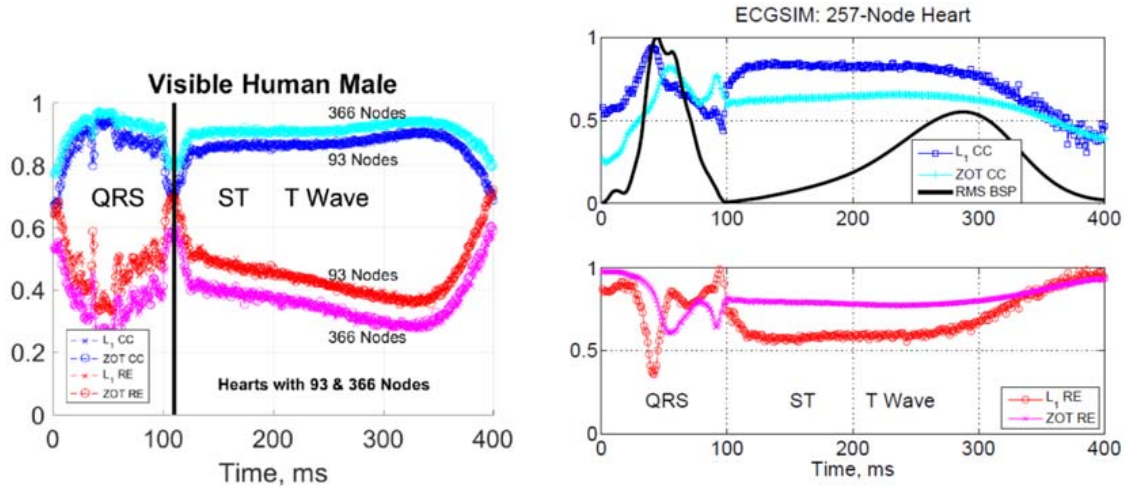 Visible Human Male
1
0.8
0.6
0.4
0.2
0
366 Nodes
93 Nodes
QRS
ST
T Wave
93 Nodes
366 Nodes
L1 CC
ZOT CC
L1 RE
ZOT RE
Hearts with 93 & 366 Nodes
0
100
200
300
400
Time, ms
ECGSIM: 257-Node Heart
1
0.5
0
L1 CC
ZOT CC
RMS BSP
0
100
200
300
400
1
0.5
QRS
ST
T Wave
L1 RE
ZOT RE
0
100
200
300
400
Time, ms